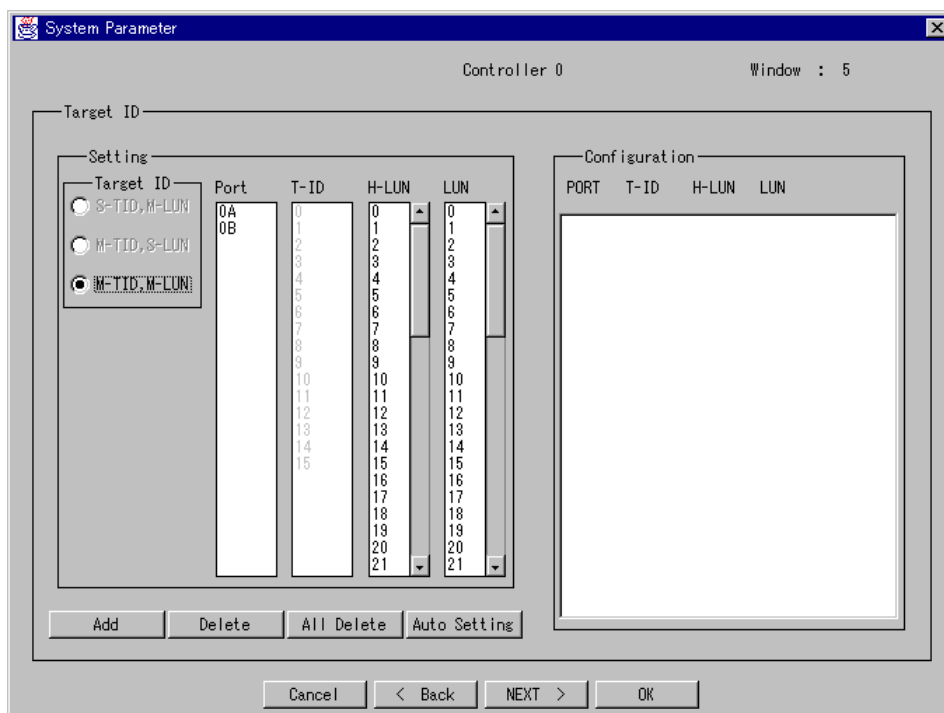 System Parameter
Controller 0
Window : 5
Target ID
Setting
Target ID
S-TID,M-LUN
M-TID,S-LUN
M-TID,M-LUN
Port
0A
0B
T-ID
0
1
2
3
4
5
6
7
8
9
10
11
12
13
14
15
H-LUN
0
1
2
3
4
5
6
7
8
9
10
11
12
13
14
15
16
17
18
19
20
21
LUN
0
1
2
3
4
5
6
7
8
9
10
11
12
13
14
15
16
17
18
19
20
21
Add
Delete
All Delete
Auto Setting
Configuration
PORT T-ID H-LUN LUN
Cancel
< Back
NEXT >
OK